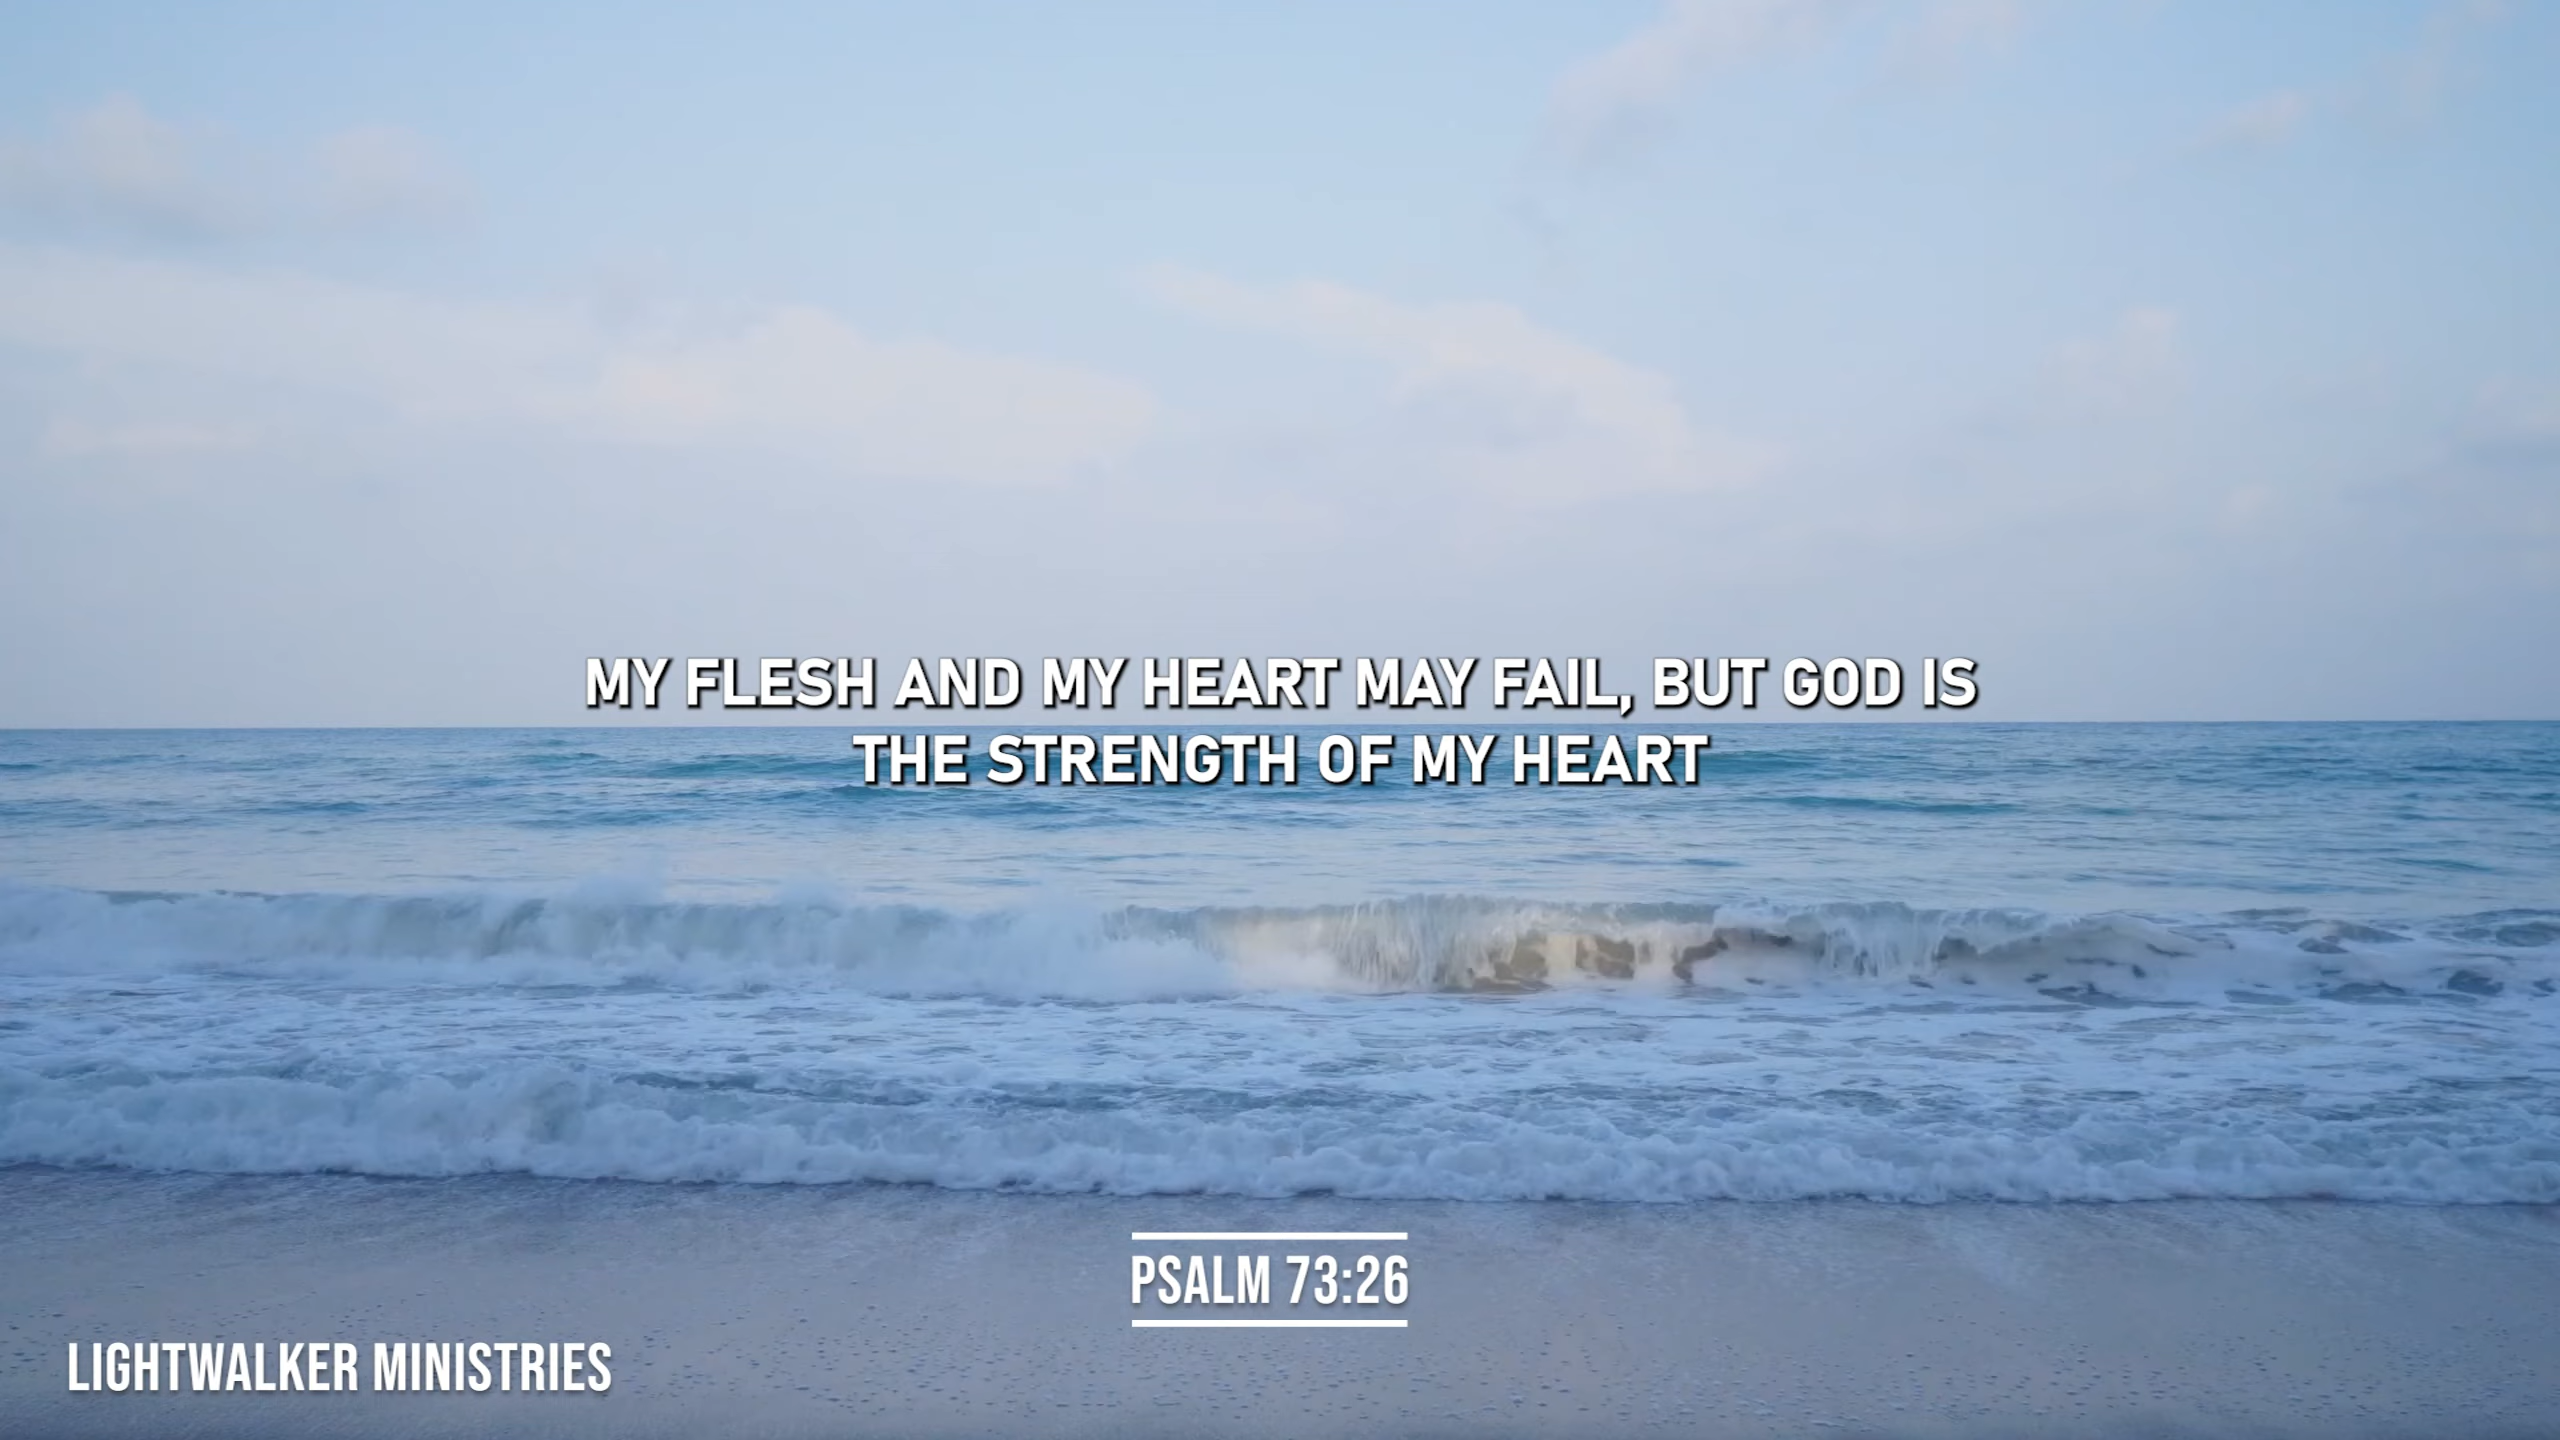 MY FLESH AND MY HEART MAY FAIL, BUT GOD IS
THE STRENGTH OF MY HEART
PSALM 73:26
LIGHTWALKER MINISTRIES